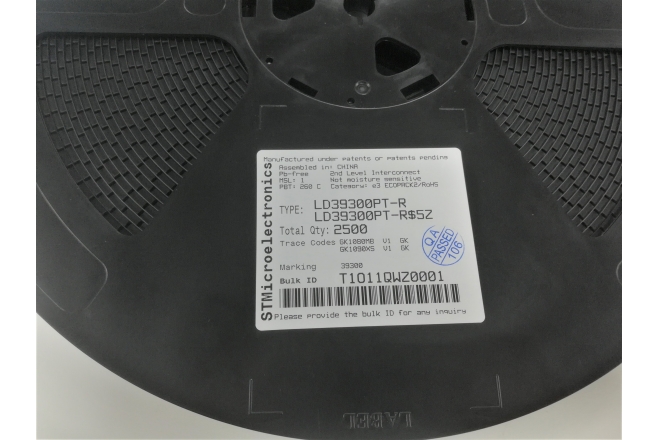 STMicroelectronics
Manufactured under patents or patents pending
Assembled in: CHINA
Pb-free 2nd Level Interconnect
MSL: 1 Not moisture sensitive
PBT: 260 C Category: e3 ECOPACK2/RoHS
TYPE: LD39300PT-R
LD39300PT-R$5Z
Total Qty: 2500
Trace Codes GK1080MB V1 GK
GK1090XS V1 GK
Marking 39300
Bulk ID T1011QWZ0001
Please provide the bulk ID for any inquiry
QA
PASSED
106
LABEL